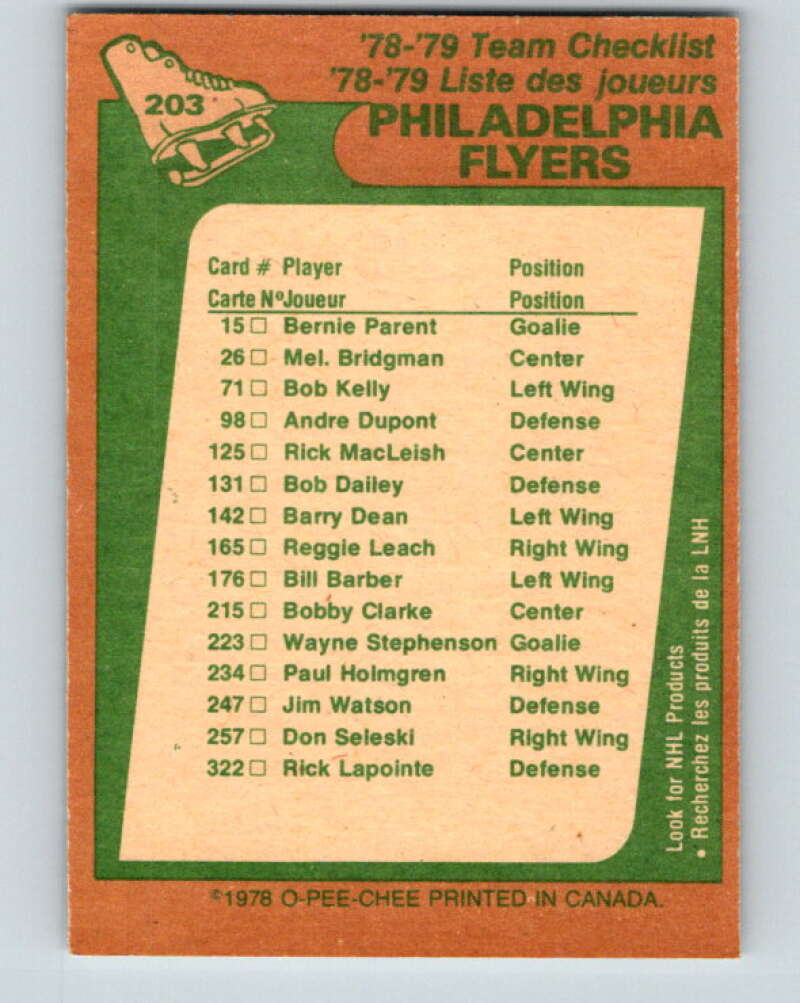 203
'78-'79 Team Checklist
'78-'79 Liste des joueurs
PHILADELPHIA
FLYERS
Card # Player Position
Carte NºJoueur Position
15 □ Bernie Parent Goalie
26 □ Mel. Bridgman Center
71 □ Bob Kelly Left Wing
98 □ Andre Dupont Defense
125 □ Rick MacLeish Center
131 □ Bob Dailey Defense
142 □ Barry Dean Left Wing
165 □ Reggie Leach Right Wing
176 □ Bill Barber Left Wing
215 □ Bobby Clarke Center
223 □ Wayne Stephenson Goalie
234 □ Paul Holmgren Right Wing
247 □ Jim Watson Defense
257 □ Don Seleski Right Wing
322 □ Rick Lapointe Defense
Look for NHL Products
• Recherchez les produits de la LNH
©1978 O-PEE-CHEE PRINTED IN CANADA.